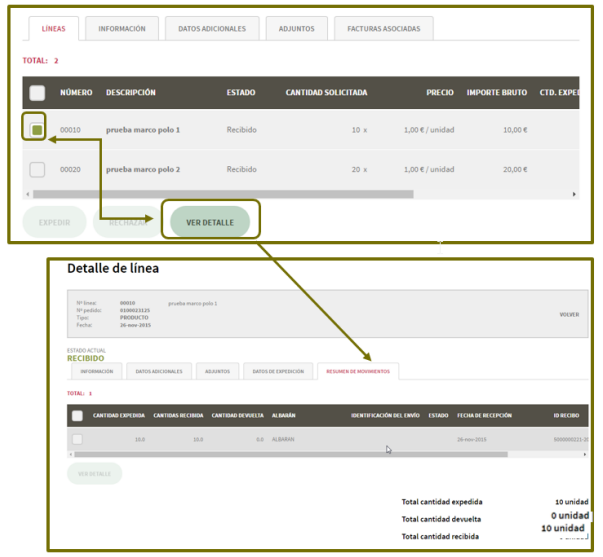 LÍNEAS INFORMACIÓN DATOS ADICIONALES ADJUNTOS FACTURAS ASOCIADAS
TOTAL: 2
NÚMERO DESCRIPCIÓN ESTADO CANTIDAD SOLICITADA PRECIO IMPORTE BRUTO CTD. EXPED
00010 prueba marco polo 1 Recibido 10 x 1,00 € / unidad 10,00 €
00020 prueba marco polo 2 Recibido 20 x 1,00 € / unidad 20,00 €
EXPEDIR RECHAZAR VER DETALLE
Detalle de línea
Nº línea: 00010 prueba marco polo 1
Nº pedido: 0100023125
Tipo: PRODUCTO
Fecha: 26-nov-2015
VOLVER
ESTADO ACTUAL
RECIBIDO
INFORMACIÓN DATOS ADICIONALES ADJUNTOS DATOS DE EXPEDICIÓN RESUMEN DE MOVIMIENTOS
TOTAL: 1
CANTIDAD EXPEDIDA CANTIDAS RECIBIDA CANTIDAD DEVUELTA ALBARÁN IDENTIFICACIÓN DEL ENVÍO ESTADO FECHA DE RECEPCIÓN ID RECIBO
10.0 10.0 0.0 ALBARAN 26-nov-2015 5000000221-20
VER DETALLE
Total cantidad expedida 10 unidad
Total cantidad devuelta 0 unidad
Total cantidad recibida 10 unidad